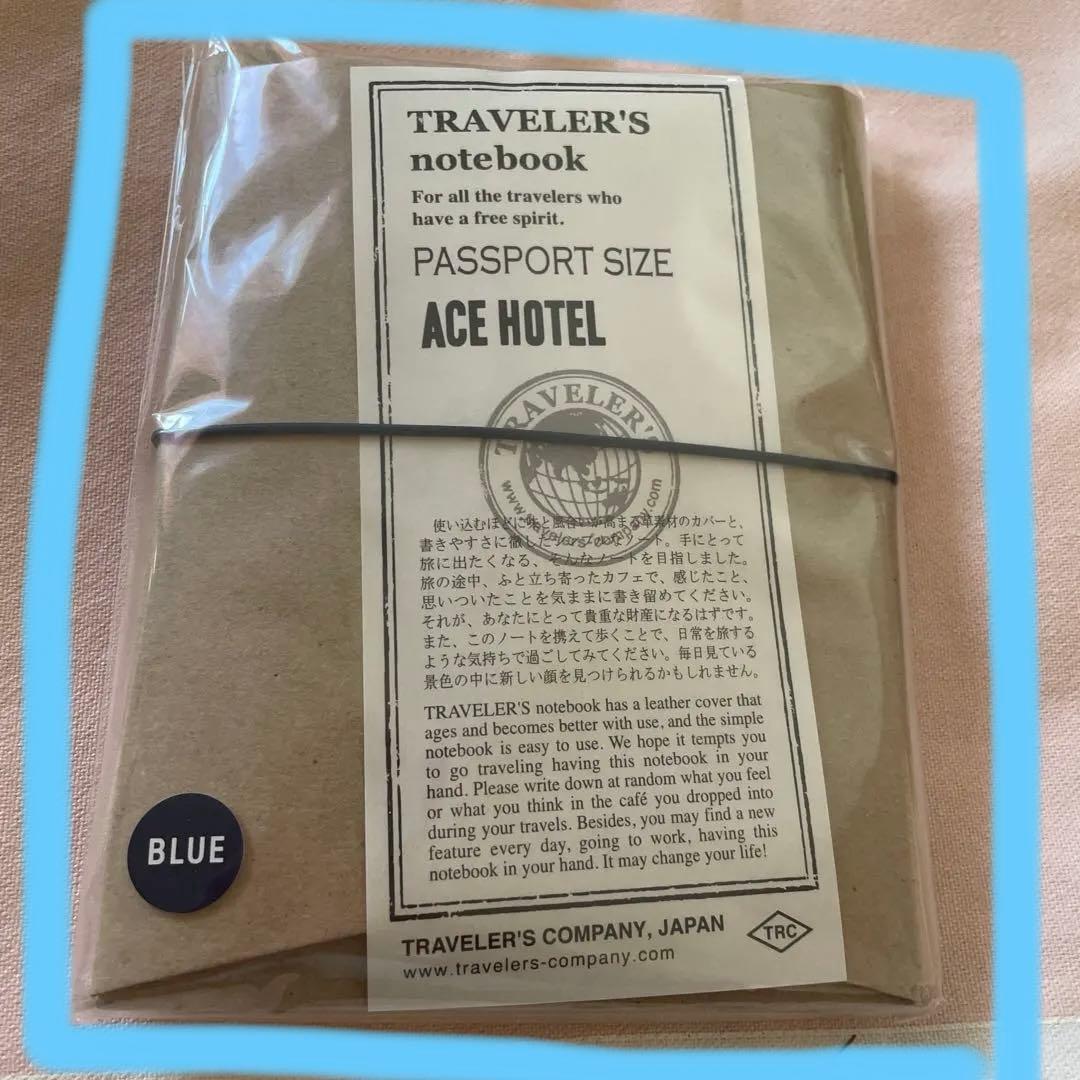 TRAVELER'S
notebook
For all the travelers who
have a free spirit.
PASSPORT SIZE
ACE HOTEL
TRAVELER'S
www.travelers-company.com
使い込むほどに味と風合いが高まる革素材のカバーと、
書きやすさに徹したシンプルなノート。手にとって
旅に出たくなる、そんなノートを目指しました。
旅の途中、ふと立ち寄ったカフェで、感じたこと、
思いついたことを気ままに書き留めてください。
それが、あなたにとって貴重な財産になるはずです。
また、このノートを携えて歩くことで、日常を旅する
ような気持ちで過ごしてみてください。毎日見ている
景色の中に新しい顔を見つけられるかもしれません。
TRAVELER'S notebook has a leather cover that
ages and becomes better with use, and the simple
notebook is easy to use. We hope it tempts you
to go traveling having this notebook in your
hand. Please write down at random what you feel
or what you think in the café you dropped into
during your travels. Besides, you may find a new
feature every day, going to work, having this
notebook in your hand. It may change your life!
BLUE
TRAVELER'S COMPANY, JAPAN
TRC
www.travelers-company.com